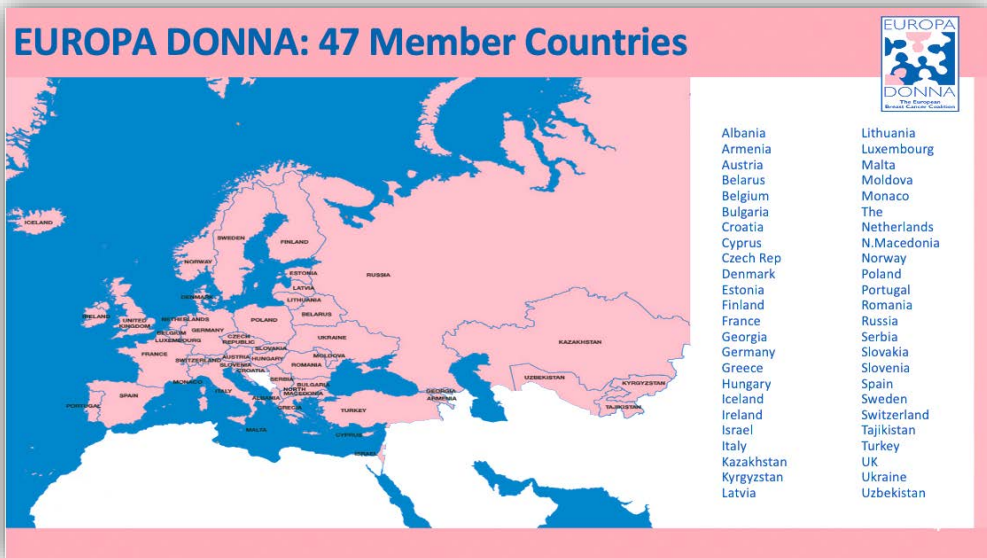 EUROPA DONNA: 47 Member Countries
EUROPA
DONNA
The European
Breast Cancer Coalition
Albania
Armenia
Austria
Belarus
Belgium
Bulgaria
Croatia
Cyprus
Czech Rep
Denmark
Estonia
Finland
France
Georgia
Germany
Greece
Hungary
Iceland
Ireland
Israel
Italy
Kazakhstan
Kyrgyzstan
Latvia
Lithuania
Luxembourg
Malta
Moldova
Monaco
The
Netherlands
N.Macedonia
Norway
Poland
Portugal
Romania
Russia
Serbia
Slovakia
Slovenia
Spain
Sweden
Switzerland
Tajikistan
Turkey
UK
Ukraine
Uzbekistan
ICELAND
SWEDEN
FINLAND
NORWAY
RUSSIA
ESTONIA
LATVIA
DENMARK
LITHUANIA
IRELAND
UNITED
KINGDOM
NETHERLANDS
BELARUS
POLAND
GERMANY
BELGIUM
LUXEMBOURG
CZECH
REPUBLIC
UKRAINE
KAZAKHSTAN
SLOVAKIA
FRANCE
SWITZERLAND
AUSTRIA
HUNGARY
MOLDOVA
SLOVENIA
ROMANIA
CROATIA
MONACO
SERBIA
BULGARIA
UZBEKISTAN
KYRGYZSTAN
ITALY
NORTH
MACEDONIA
GEORGIA
SPAIN
ALBANIA
ARMENIA
PORTUGAL
GREECE
TURKEY
TAJIKISTAN
MALTA
CYPRUS
ISRAEL